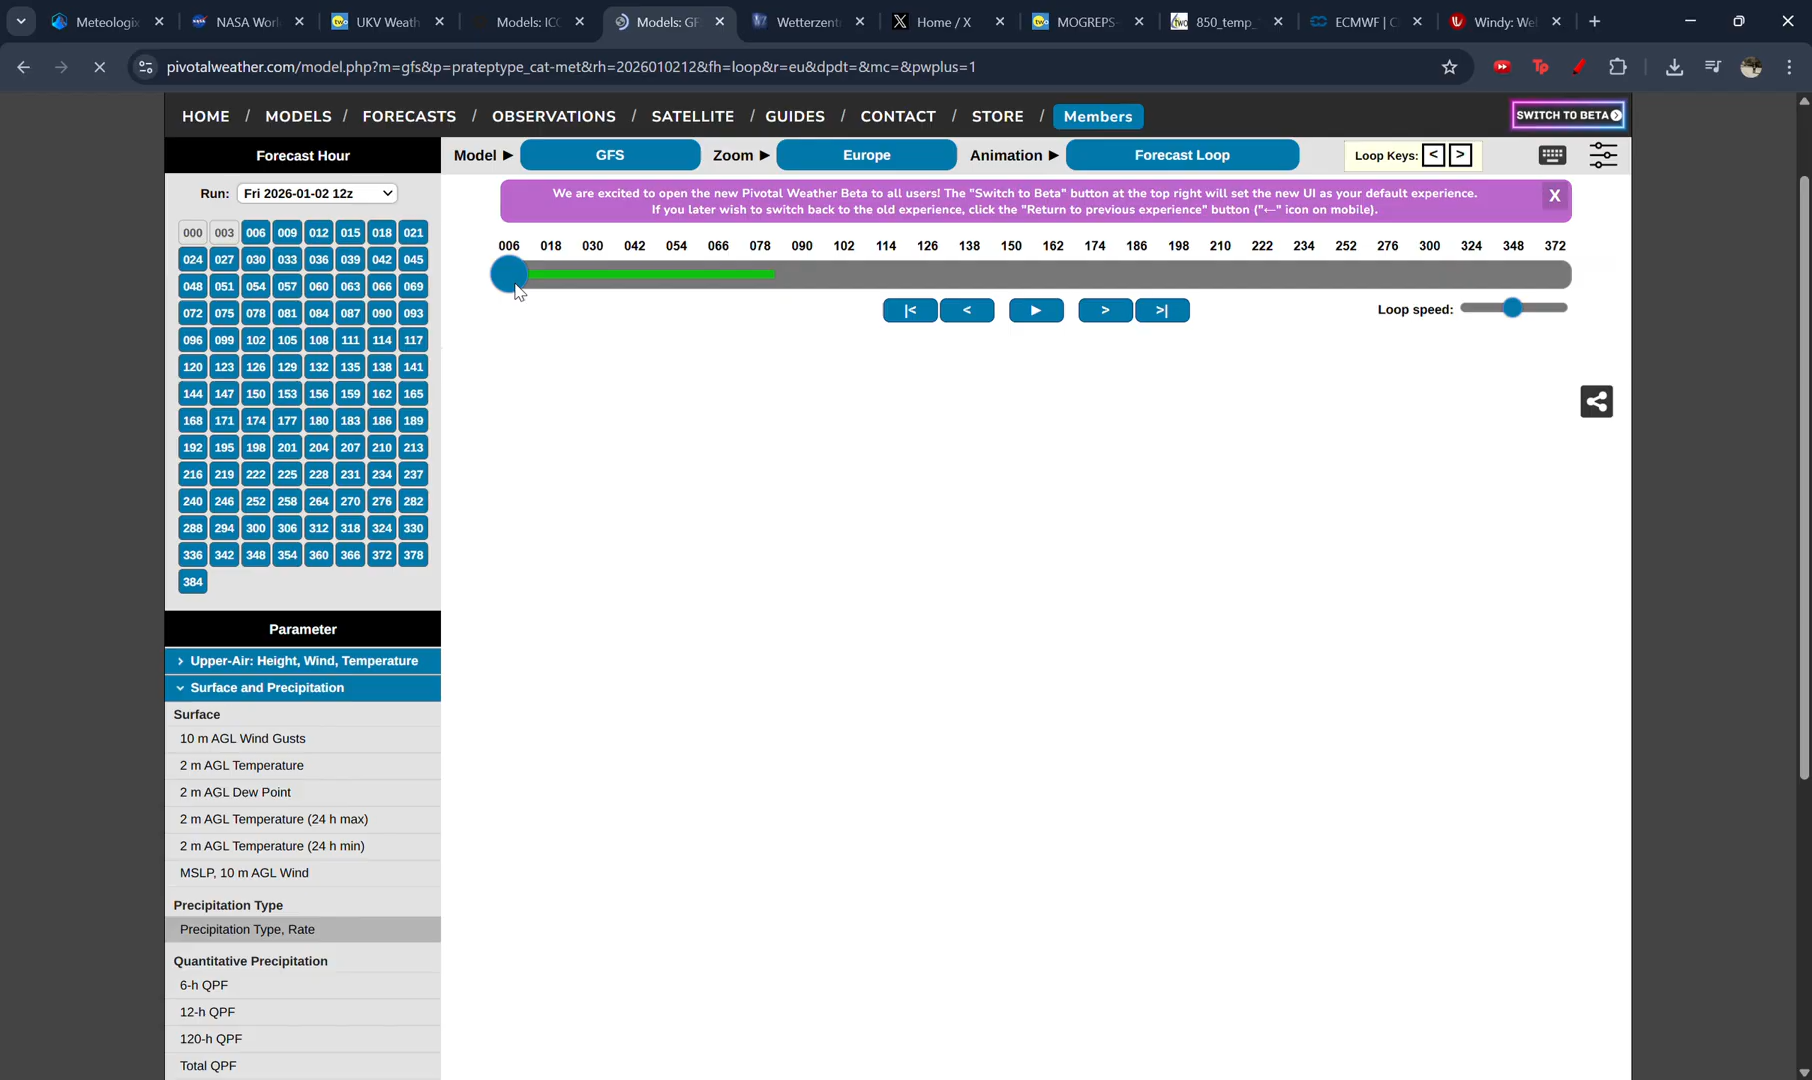 Meteologix
NASA Worl
UKV Weath
Models: IC
Models: GF
Wetterzent
Home / X
MOGREPS-
850_temp_
ECMWF | C
Windy: We
pivotalweather.com/model.php?m=gfs&p=prateptype_cat-met&rh=2026010212&fh=loop&r=eu&dpdt=&mc=&pwplus=1
HOME / MODELS / FORECASTS / OBSERVATIONS / SATELLITE / GUIDES / CONTACT / STORE / Members
SWITCH TO BETA
Forecast Hour
Model ▶ GFS Zoom ▶ Europe Animation ▶ Forecast Loop
Loop Keys: < >
Run: Fri 2026-01-02 12z
We are excited to open the new Pivotal Weather Beta to all users! The "Switch to Beta" button at the top right will set the new UI as your default experience.
If you later wish to switch back to the old experience, click the "Return to previous experience" button ("←" icon on mobile).
X
006 018 030 042 054 066 078 090 102 114 126 138 150 162 174 186 198 210 222 234 252 276 300 324 348 372
|< < ▶ > >|
Loop speed:
000 003 006 009 012 015 018 021
024 027 030 033 036 039 042 045
048 051 054 057 060 063 066 069
072 075 078 081 084 087 090 093
096 099 102 105 108 111 114 117
120 123 126 129 132 135 138 141
144 147 150 153 156 159 162 165
168 171 174 177 180 183 186 189
192 195 198 201 204 207 210 213
216 219 222 225 228 231 234 237
240 246 252 258 264 270 276 282
288 294 300 306 312 318 324 330
336 342 348 354 360 366 372 378
384
Parameter
Upper-Air: Height, Wind, Temperature
Surface and Precipitation
Surface
10 m AGL Wind Gusts
2 m AGL Temperature
2 m AGL Dew Point
2 m AGL Temperature (24 h max)
2 m AGL Temperature (24 h min)
MSLP, 10 m AGL Wind
Precipitation Type
Precipitation Type, Rate
Quantitative Precipitation
6-h QPF
12-h QPF
120-h QPF
Total QPF